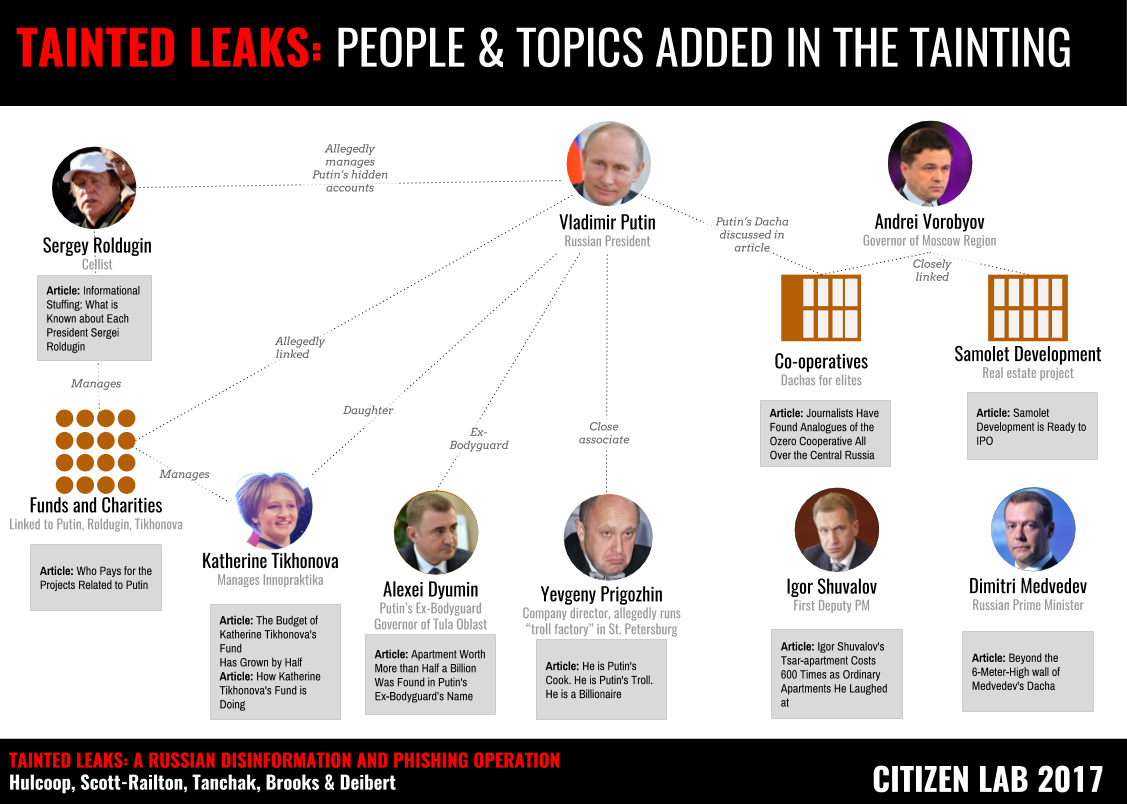 TAINTED LEAKS: PEOPLE & TOPICS ADDED IN THE TAINTING
Allegedly
manages
Putin's hidden
accounts
Sergey Roldugin
Cellist
Article: Informational
Stuffing: What is
Known about Each
President Sergei
Roldugin
Vladimir Putin
Russian President
Putin's Dacha
discussed in
article
Andrei Vorobyov
Governor of Moscow Region
Closely
linked
Allegedly
linked
Co-operatives
Dachas for elites
Article: Journalists Have
Found Analogues of the
Ozero Cooperative All
Over the Central Russia
Samolet Development
Real estate project
Article: Samolet
Development is Ready to
IPO
Manages
Daughter
Ex-
Bodyguard
Close
associate
Manages
Funds and Charities
Linked to Putin, Roldugin, Tikhonova
Article: Who Pays for the
Projects Related to Putin
Katherine Tikhonova
Manages Innopraktika
Article: The Budget of
Katherine Tikhonova's
Fund
Has Grown by Half
Article: How Katherine
Tikhonova's Fund is
Doing
Alexei Dyumin
Putin's Ex-Bodyguard
Governor of Tula Oblast
Article: Apartment Worth
More than Half a Billion
Was Found in Putin's
Ex-Bodyguard's Name
Yevgeny Prigozhin
Company director, allegedly runs
"troll factory" in St. Petersburg
Article: He is Putin's
Cook. He is Putin's Troll.
He is a Billionaire
Igor Shuvalov
First Deputy PM
Article: Igor Shuvalov's
Tsar-apartment Costs
600 Times as Ordinary
Apartments He Laughed
at
Dimitri Medvedev
Russian Prime Minister
Article: Beyond the
6-Meter-High wall of
Medvedev's Dacha
TAINTED LEAKS: A RUSSIAN DISINFORMATION AND PHISHING OPERATION
Hulcoop, Scott-Railton, Tanchak, Brooks & Deibert
CITIZEN LAB 2017